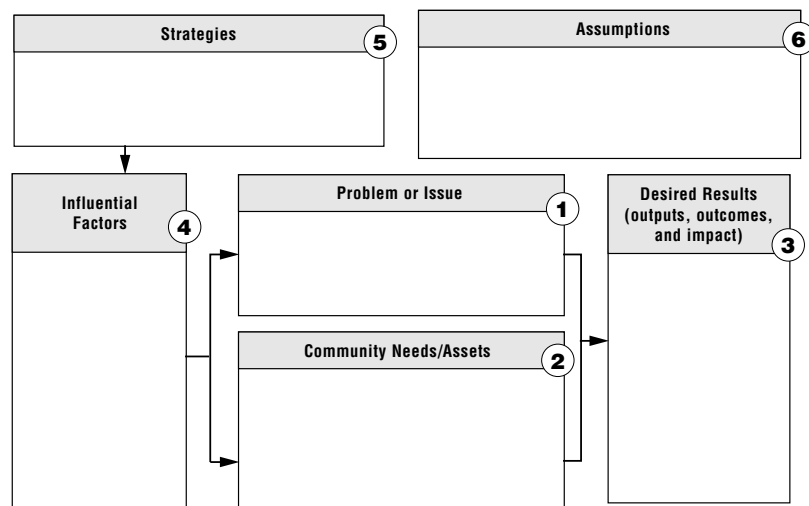 Strategies
5
Assumptions
6
Influential
Factors
4
Problem or Issue
1
Desired Results
(outputs, outcomes,
and impact)
3
Community Needs/Assets
2